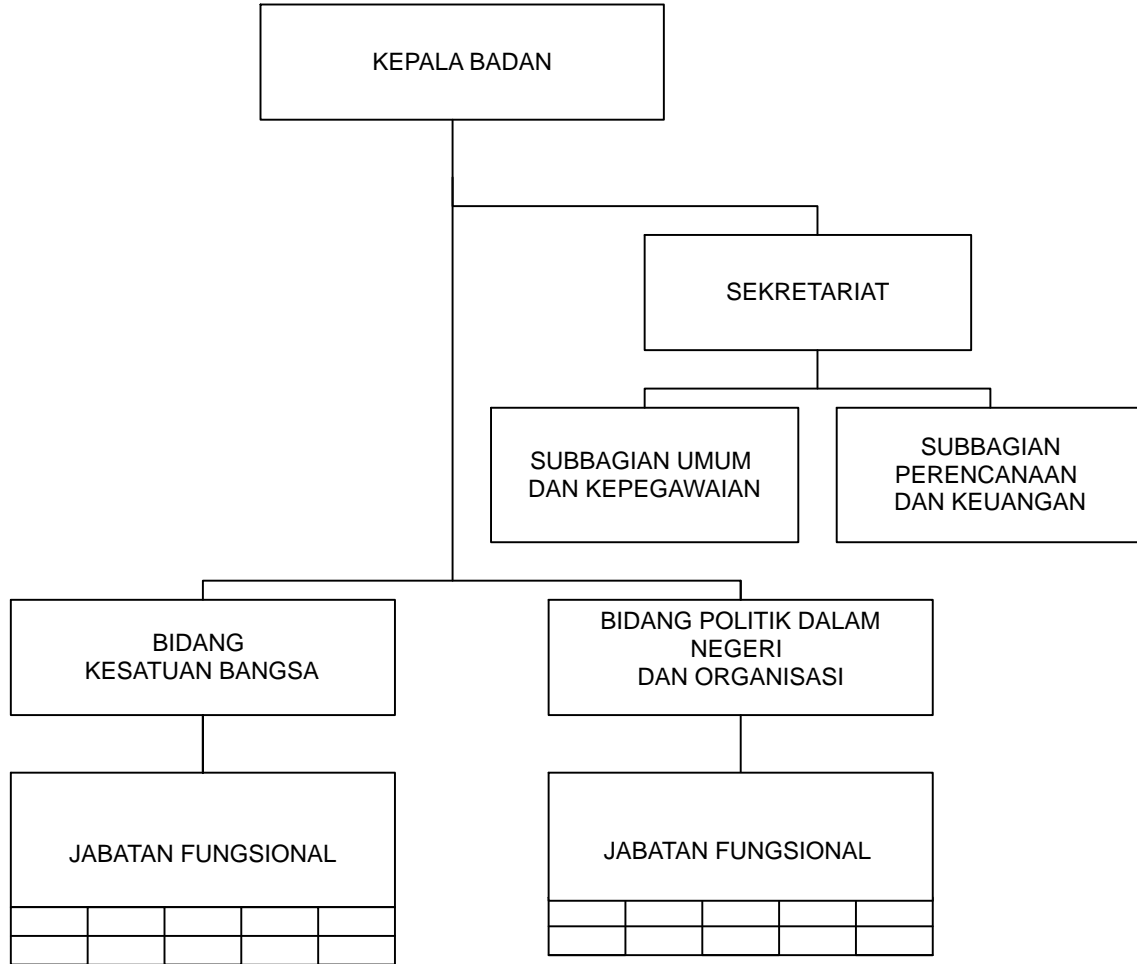 KEPALA BADAN
SEKRETARIAT
SUBBAGIAN UMUM
DAN KEPEGAWAIAN
SUBBAGIAN
PERENCANAAN
DAN KEUANGAN
BIDANG
KESATUAN BANGSA
BIDANG POLITIK DALAM
NEGERI
DAN ORGANISASI
JABATAN FUNGSIONAL
JABATAN FUNGSIONAL